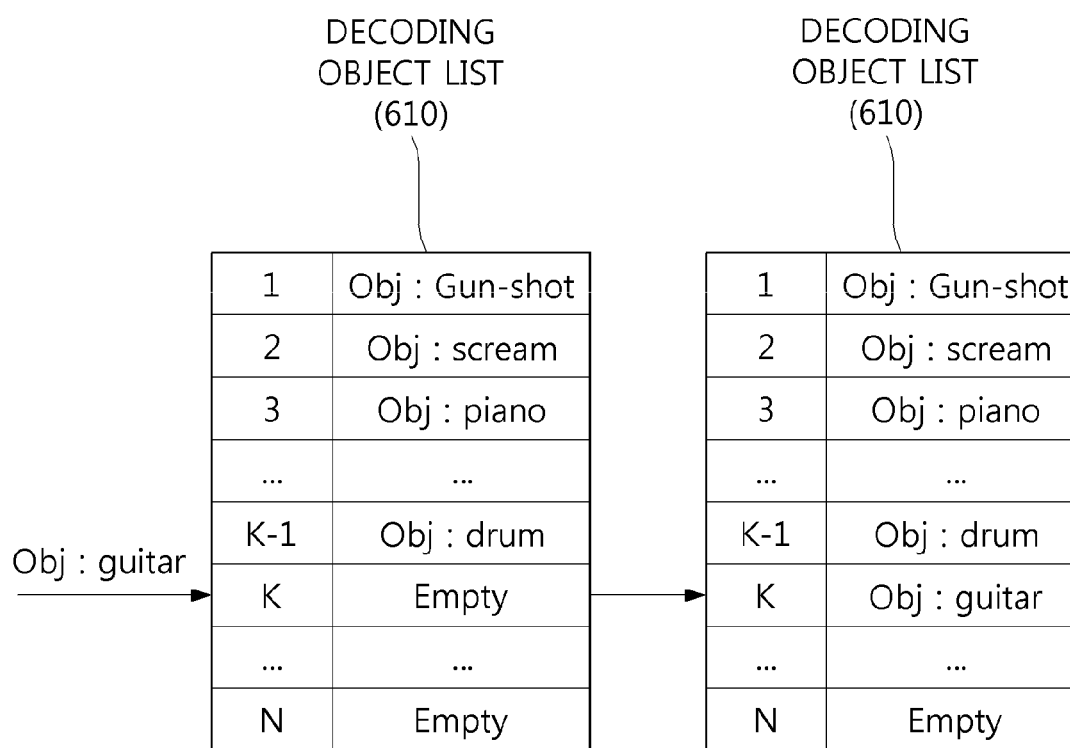 DECODING
OBJECT LIST
(610)
DECODING
OBJECT LIST
(610)
1 Obj : Gun-shot
2 Obj : scream
3 Obj : piano
... ...
K-1 Obj : drum
K Empty
... ...
N Empty
Obj : guitar
1 Obj : Gun-shot
2 Obj : scream
3 Obj : piano
... ...
K-1 Obj : drum
K Obj : guitar
... ...
N Empty